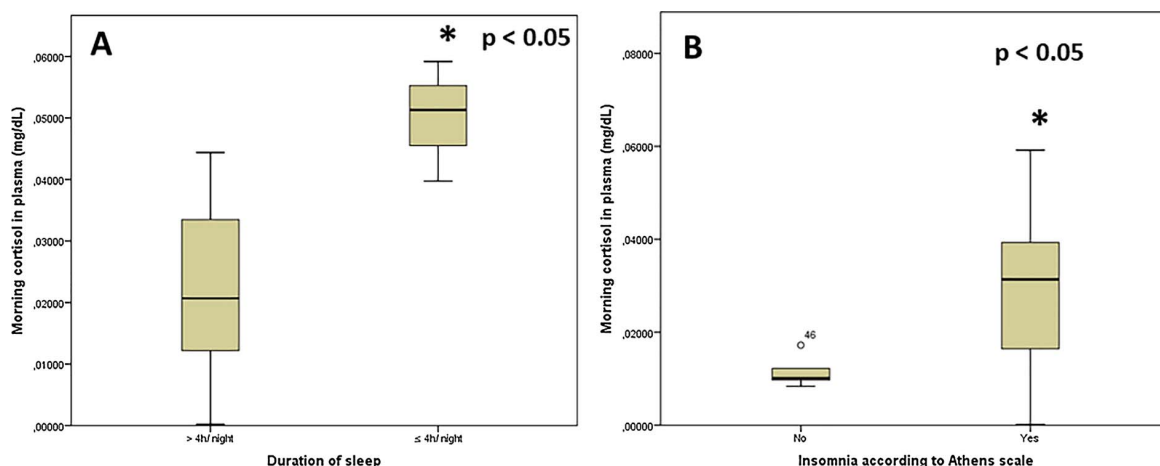 A
* p < 0.05
Morning cortisol in plasma (mg/dL)
,06000
,05000
,04000
,03000
,02000
,01000
,00000
> 4h/night
≤ 4h/night
Duration of sleep
B
p < 0.05
*
Morning cortisol in plasma (mg/dL)
,08000
,06000
,04000
,02000
,00000
46
No
Yes
Insomnia according to Athens scale